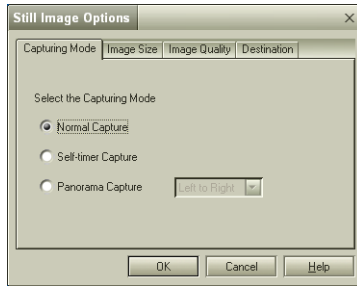 Still Image Options
Capturing Mode Image Size Image Quality Destination
Select the Capturing Mode
Normal Capture
Self-timer Capture
Panorama Capture Left to Right
OK Cancel Help